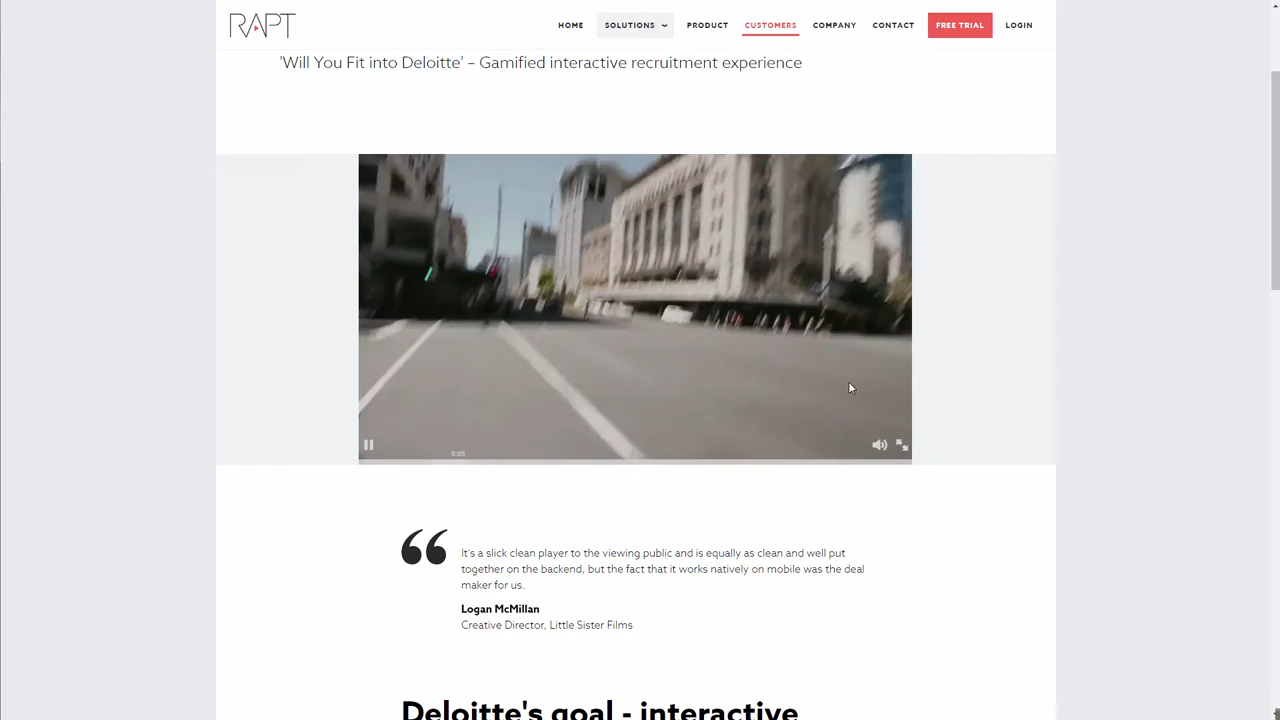 RAPT
HOME SOLUTIONS PRODUCT CUSTOMERS COMPANY CONTACT FREE TRIAL LOGIN
'Will You Fit into Deloitte' – Gamified interactive recruitment experience
0:05
“
It's a slick clean player to the viewing public and is equally as clean and well put
together on the backend, but the fact that it works natively on mobile was the deal
maker for us.
Logan McMillan
Creative Director, Little Sister Films
Deloitte's goal - interactive